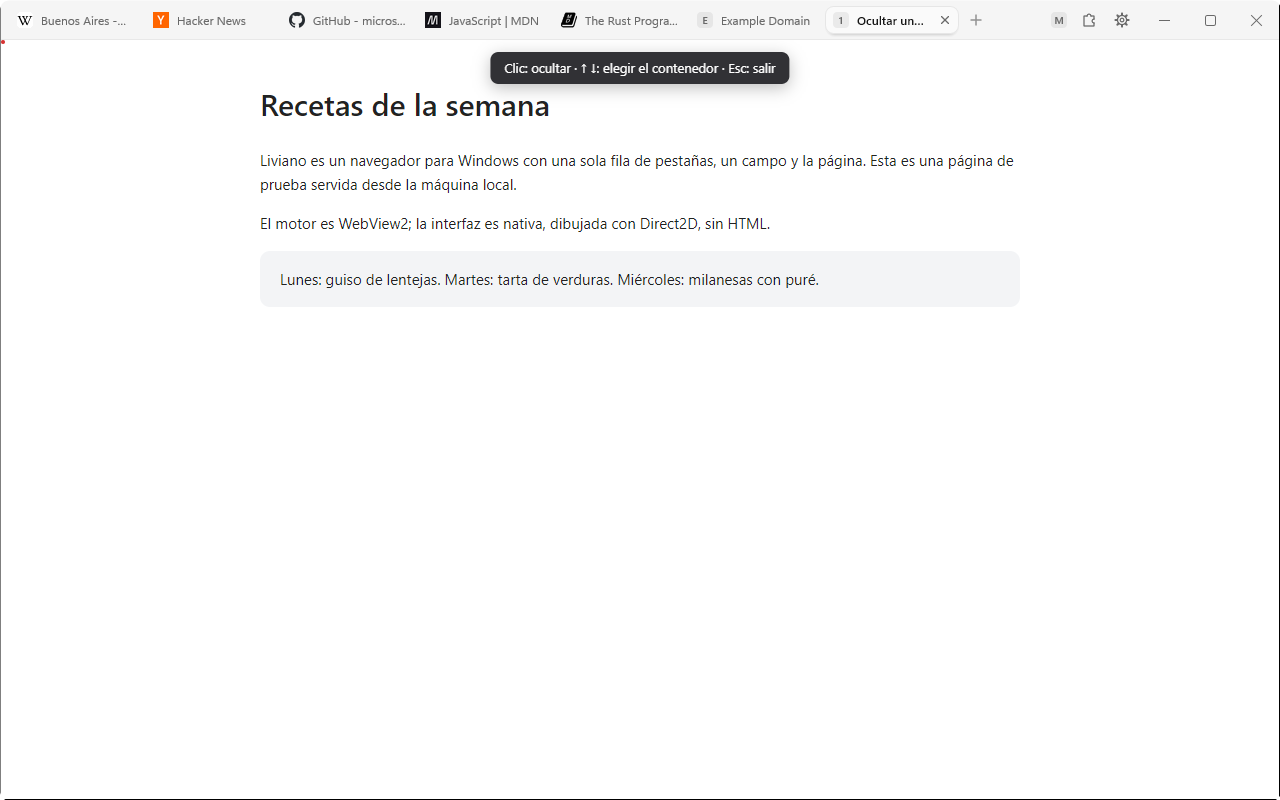 Buenos Aires -...
Hacker News
GitHub - micros...
JavaScript | MDN
The Rust Progra...
E Example Domain
1 Ocultar un...
M
Clic: ocultar · ↑ ↓: elegir el contenedor · Esc: salir
Recetas de la semana
Liviano es un navegador para Windows con una sola fila de pestañas, un campo y la página. Esta es una página de
prueba servida desde la máquina local.
El motor es WebView2; la interfaz es nativa, dibujada con Direct2D, sin HTML.
Lunes: guiso de lentejas. Martes: tarta de verduras. Miércoles: milanesas con puré.